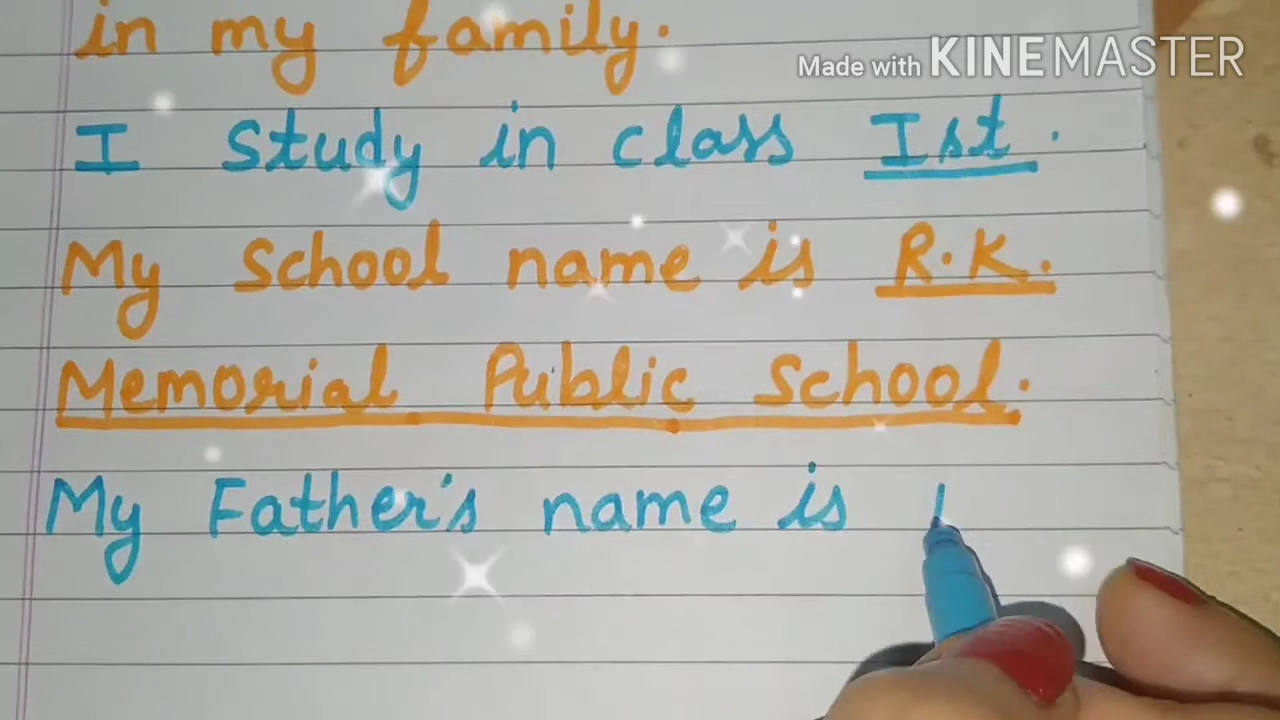 in my family.
Made with KINEMASTER
I study in class Ist.
My School name is R.K.
Memorial Public School.
My Father's name is